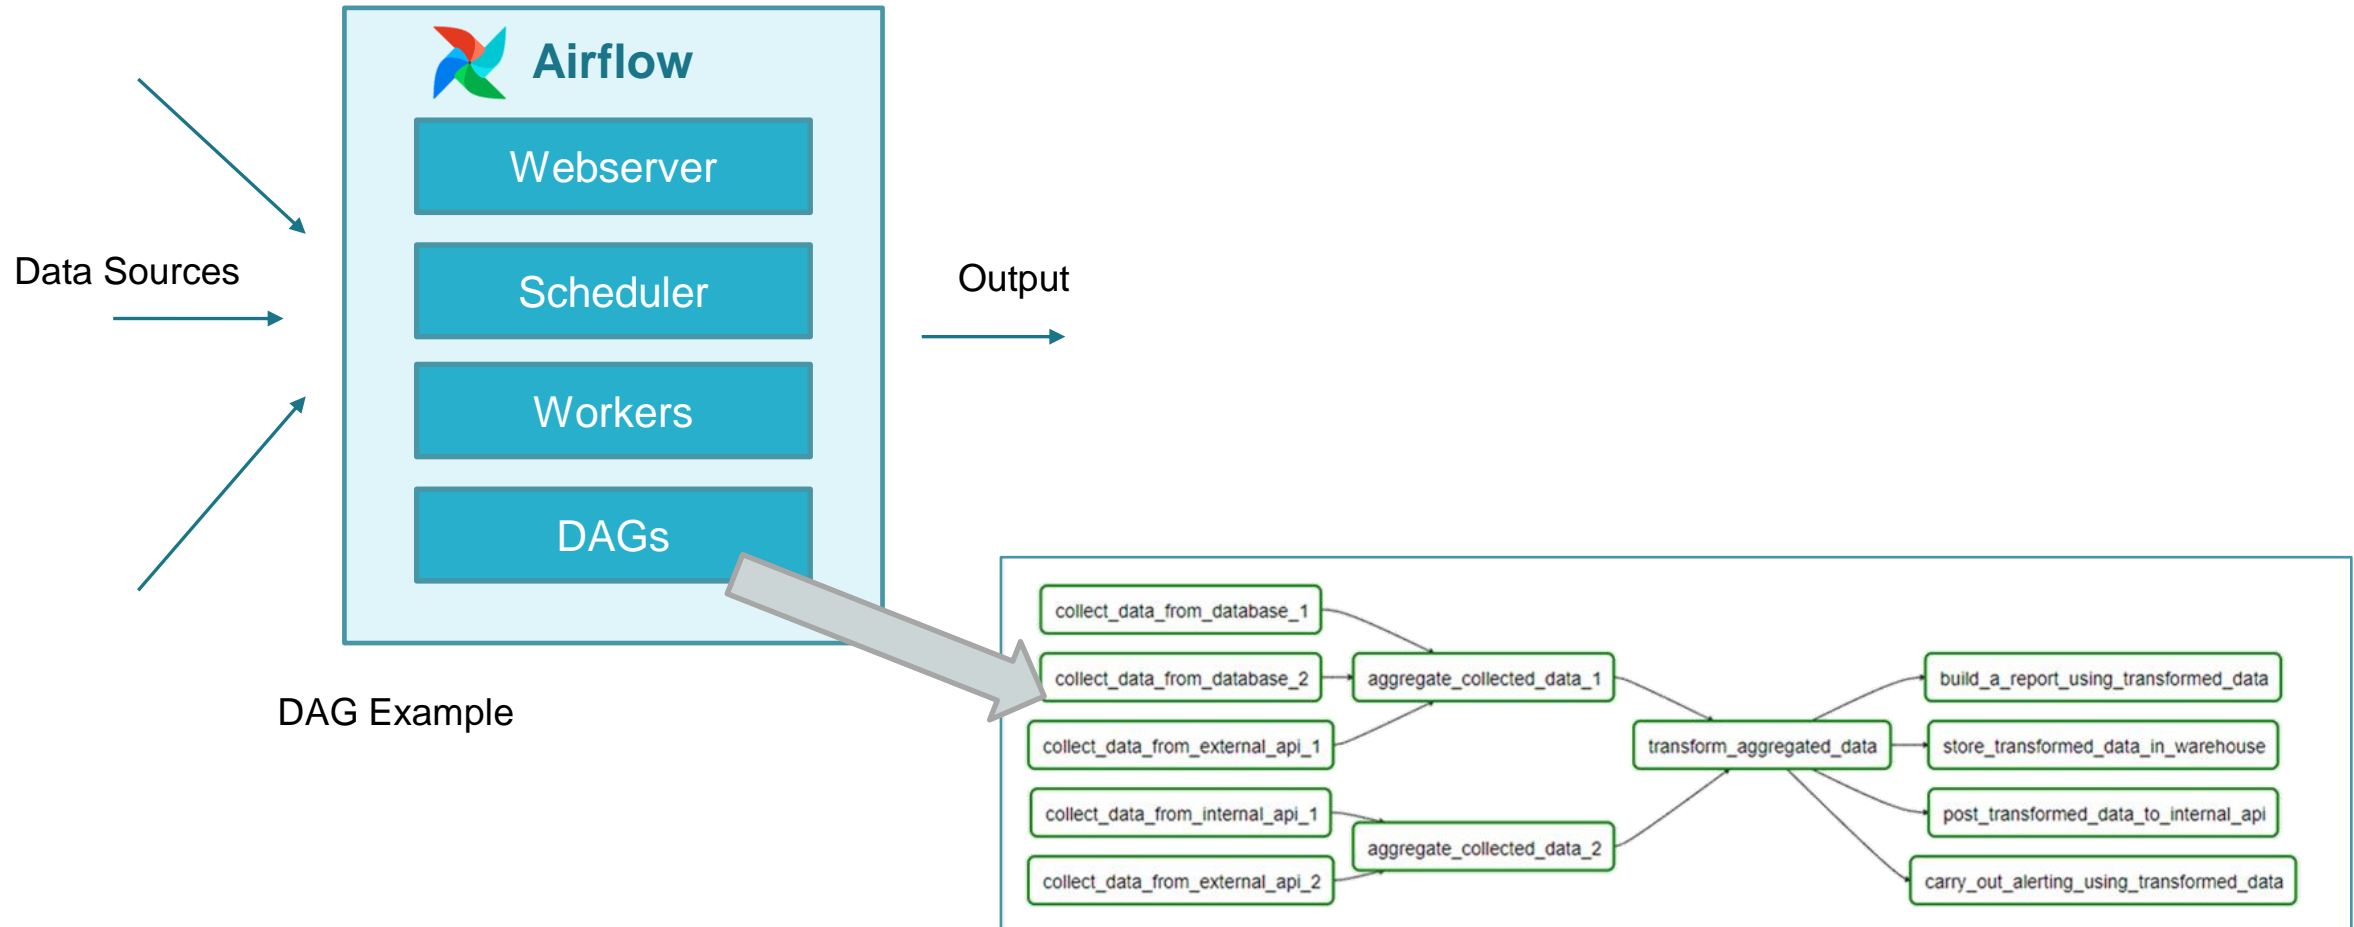 Airflow
Webserver
Data Sources
Scheduler
Output
Workers
DAGs
DAG Example
collect_data_from_database_1
collect_data_from_database_2
aggregate_collected_data_1
build_a_report_using_transformed_data
collect_data_from_external_api_1
transform_aggregated_data
store_transformed_data_in_warehouse
collect_data_from_internal_api_1
post_transformed_data_to_internal_api
aggregate_collected_data_2
collect_data_from_external_api_2
carry_out_alerting_using_transformed_data